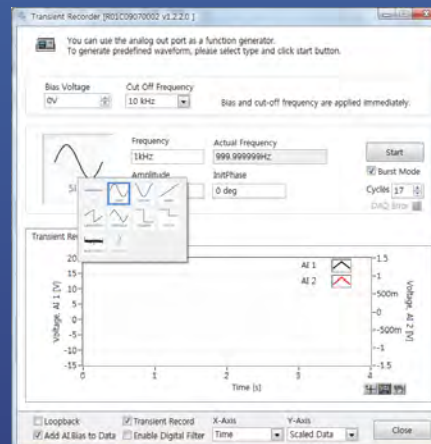 Transient Recorder [R01C09070002 v1.2.2.0 ]
You can use the analog out port as a function generator.
To generate predefined waveform, please select type and click start button.
Bias Voltage
Cut Off Frequency
0V
10 kHz
Bias and cut-off frequency are applied immediately.
Frequency
Actual Frequency
1kHz
999.999999Hz
Start
Amplitude
InitPhase
Burst Mode
0 deg
Cycles 17
DAQ Error
Transient Rec
20
15
10
5
0
-5
-10
-15
Voltage, AI 1 [V]
AI 1
AI 2
1.5
-1
-500m
-0
-500m
-1
-1.5
Voltage, AI 2 [V]
0
1
2
3
4
Time [s]
Loopback
Transient Record
X-Axis
Y-Axis
Add AI Bias to Data
Enable Digital Filter
Time
Scaled Data
Close